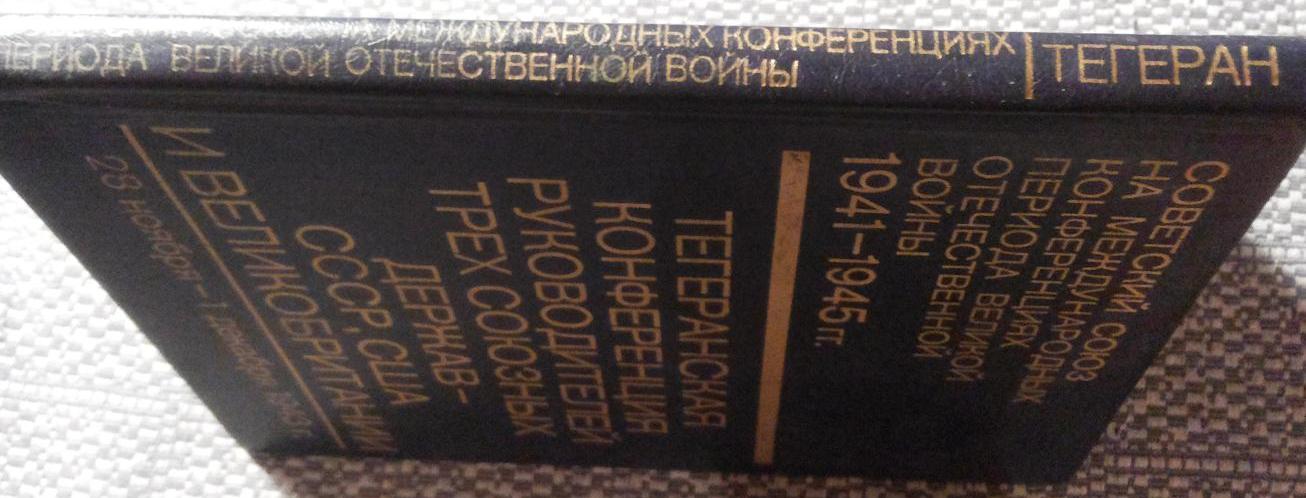 МЕЖДУНАРОДНЫХ КОНФЕРЕНЦИЯХ
ПЕРИОДА ВЕЛИКОЙ ОТЕЧЕСТВЕННОЙ ВОЙНЫ
ТЕГЕРАН
СОВЕТСКИЙ СОЮЗ
НА МЕЖДУНАРОДНЫХ
КОНФЕРЕНЦИЯХ
ПЕРИОДА ВЕЛИКОЙ
ОТЕЧЕСТВЕННОЙ
ВОЙНЫ
1941–1945 гг.
ТЕГЕРАНСКАЯ
КОНФЕРЕНЦИЯ
РУКОВОДИТЕЛЕЙ
ТРЕХ СОЮЗНЫХ
ДЕРЖАВ–
СССР, США
И ВЕЛИКОБРИТАНИИ
28 ноября–1 декабря 1943 г.